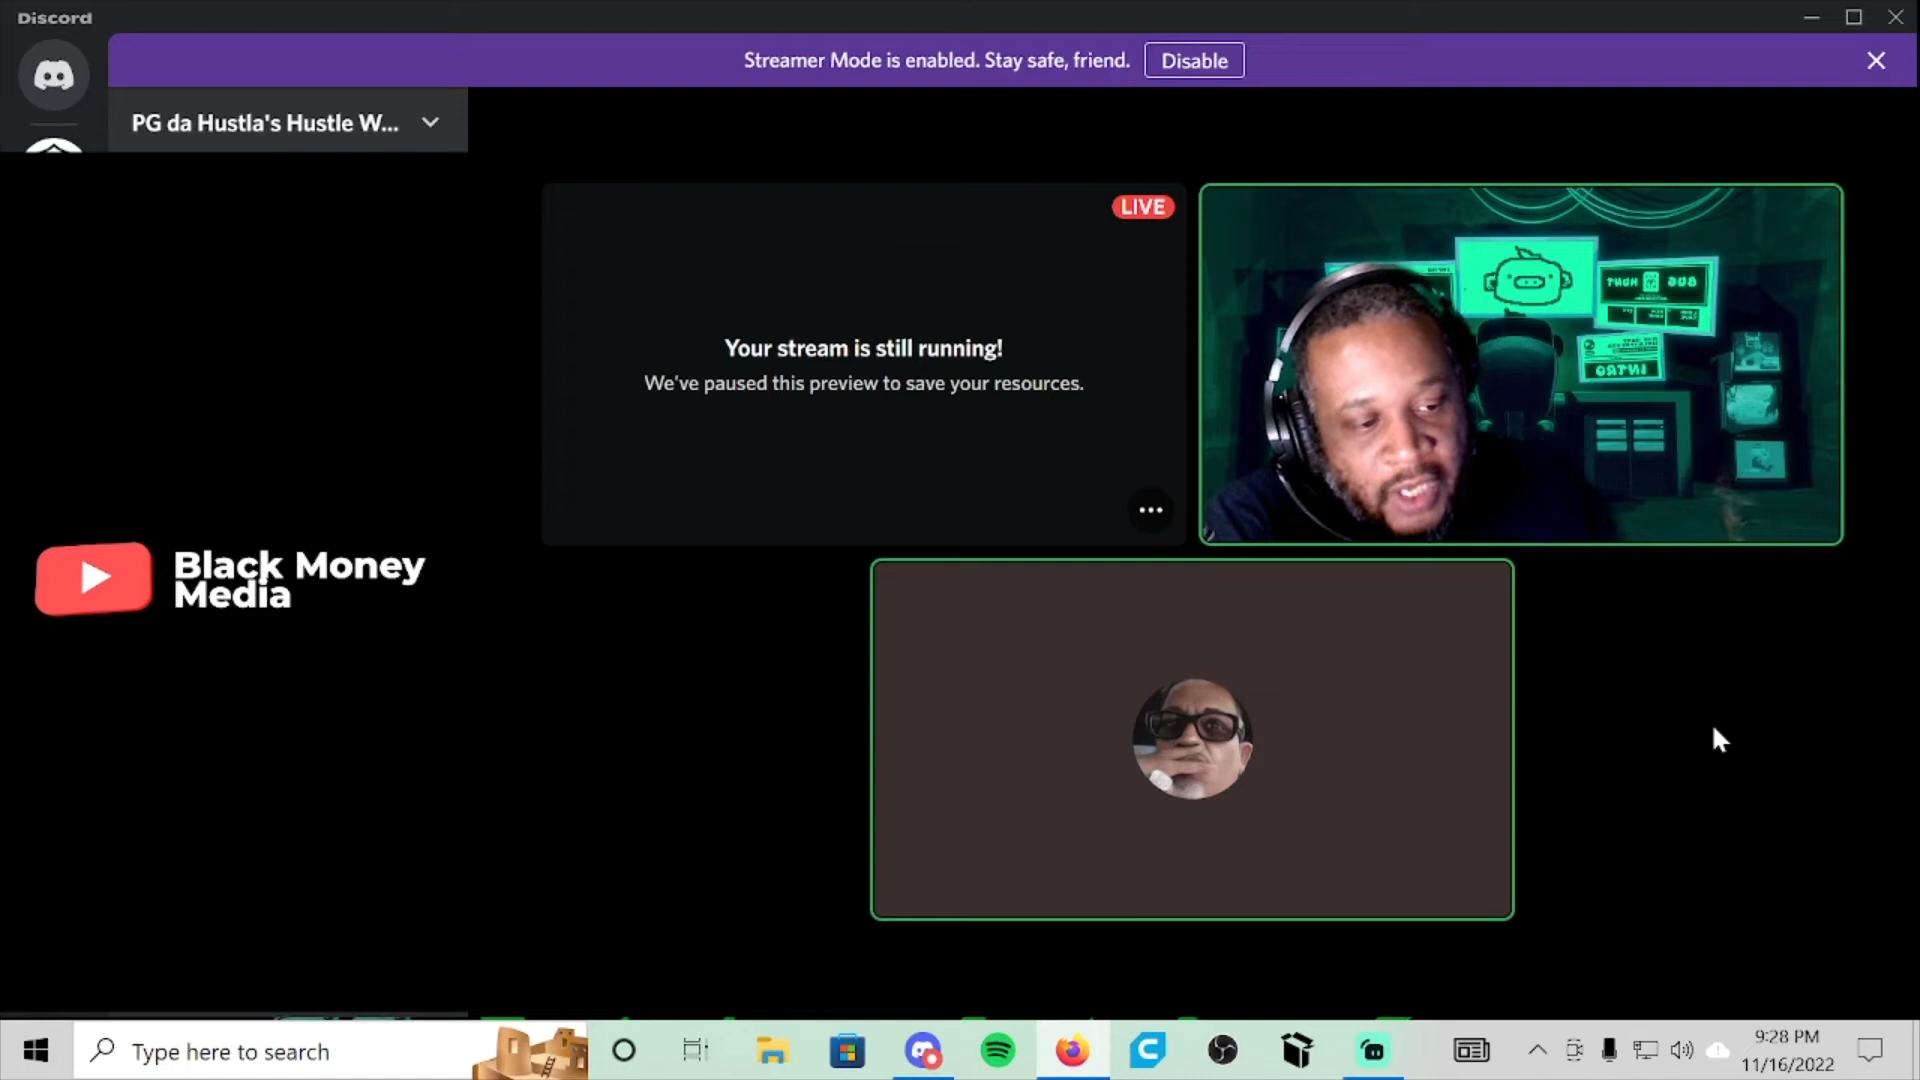 Discord
Streamer Mode is enabled. Stay safe, friend.
Disable
PG da Hustla's Hustle W...
LIVE
Your stream is still running!
We've paused this preview to save your resources.
Black Money
Media
Type here to search
9:28 PM
11/16/2022